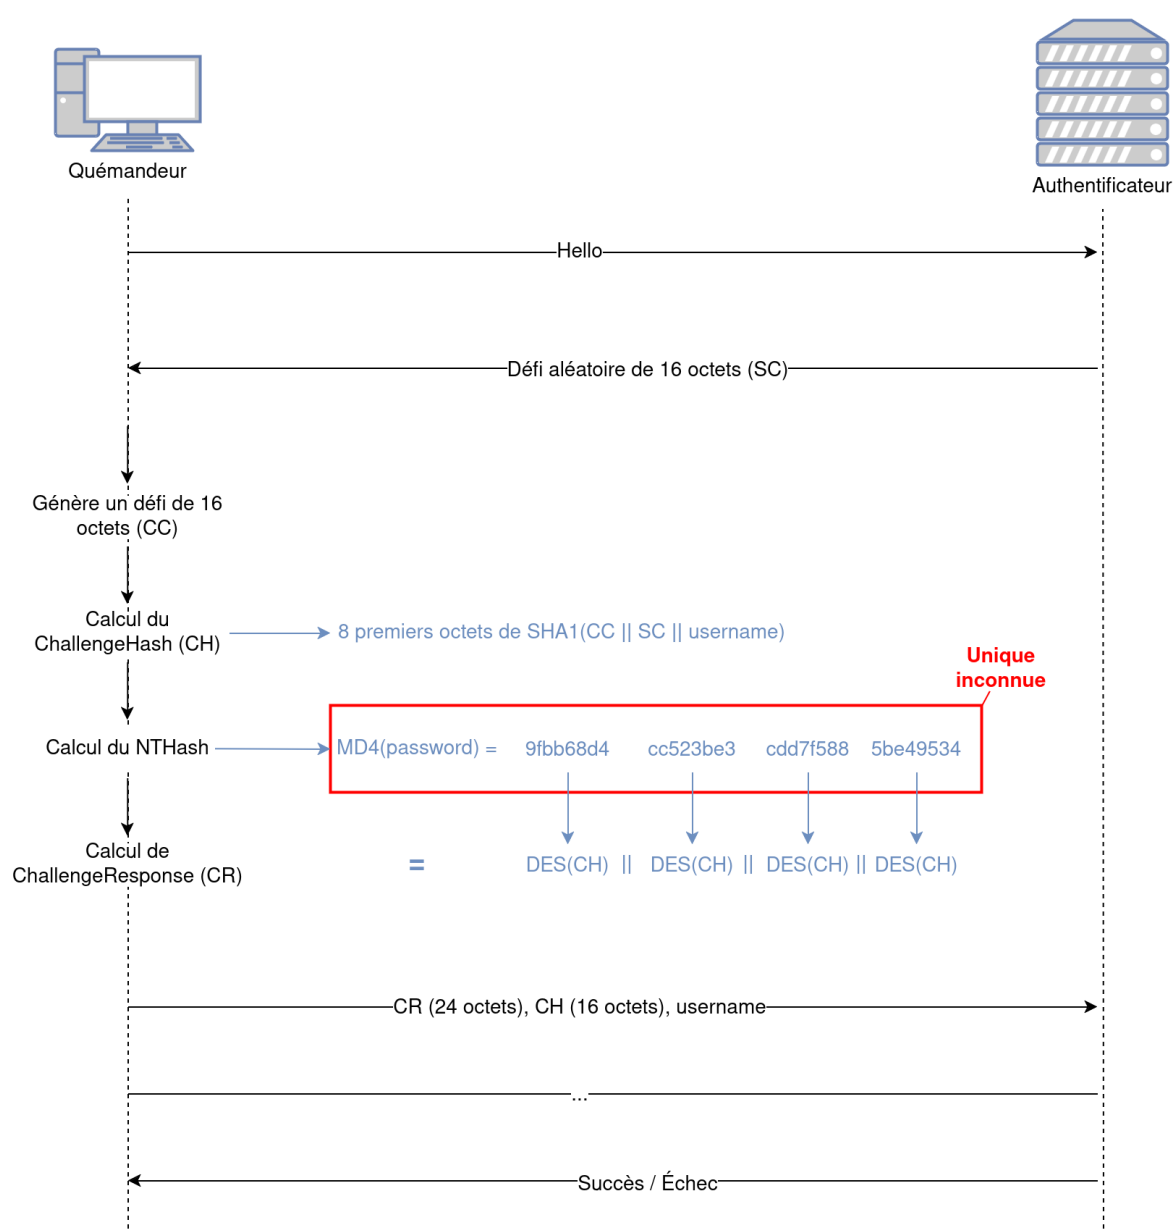 Quémandeur
Authentificateur
Hello
Défi aléatoire de 16 octets (SC)
Génère un défi de 16
octets (CC)
Calcul du
ChallengeHash (CH)
8 premiers octets de SHA1(CC || SC || username)
Unique
inconnue
Calcul du NTHash
MD4(password) = 9fbb68d4 cc523be3 cdd7f588 5be49534
Calcul de
ChallengeResponse (CR)
= DES(CH) || DES(CH) || DES(CH) || DES(CH)
CR (24 octets), CH (16 octets), username
...
Succès / Échec